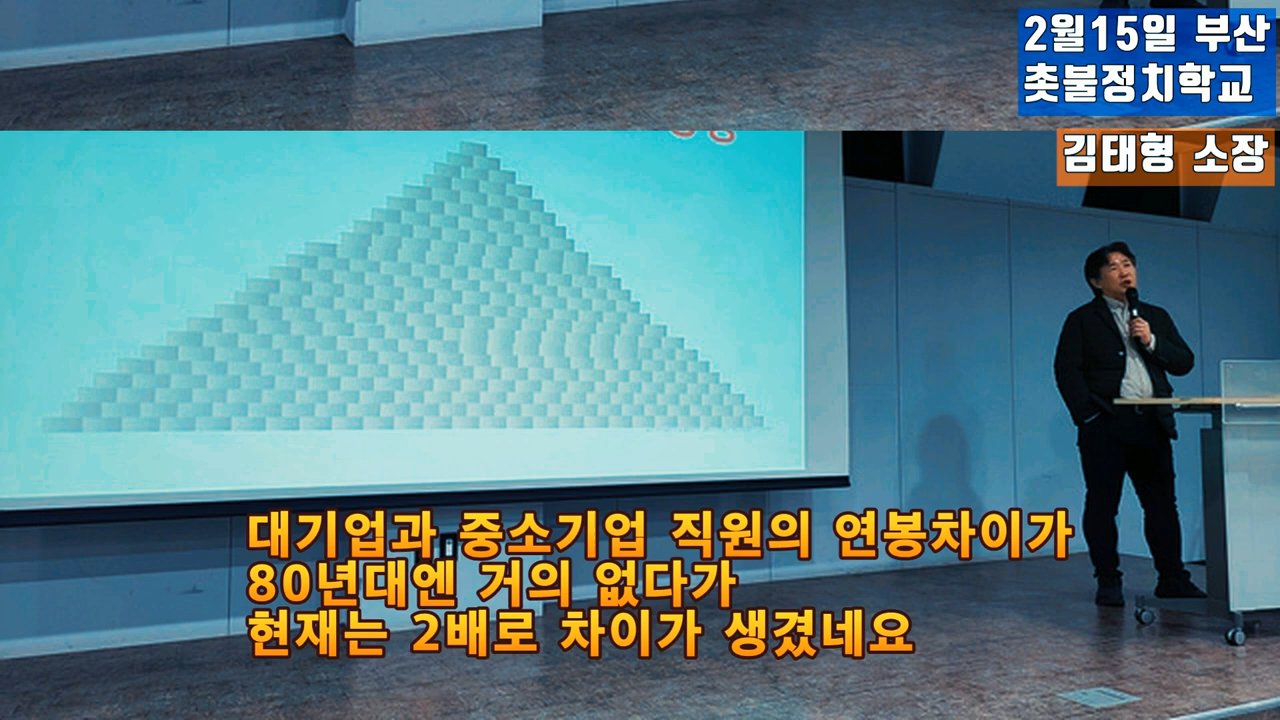 2월15일 부산
촛불정치학교
김태형 소장
대기업과 중소기업 직원의 연봉차이가
80년대엔 거의 없다가
현재는 2배로 차이가 생겼네요